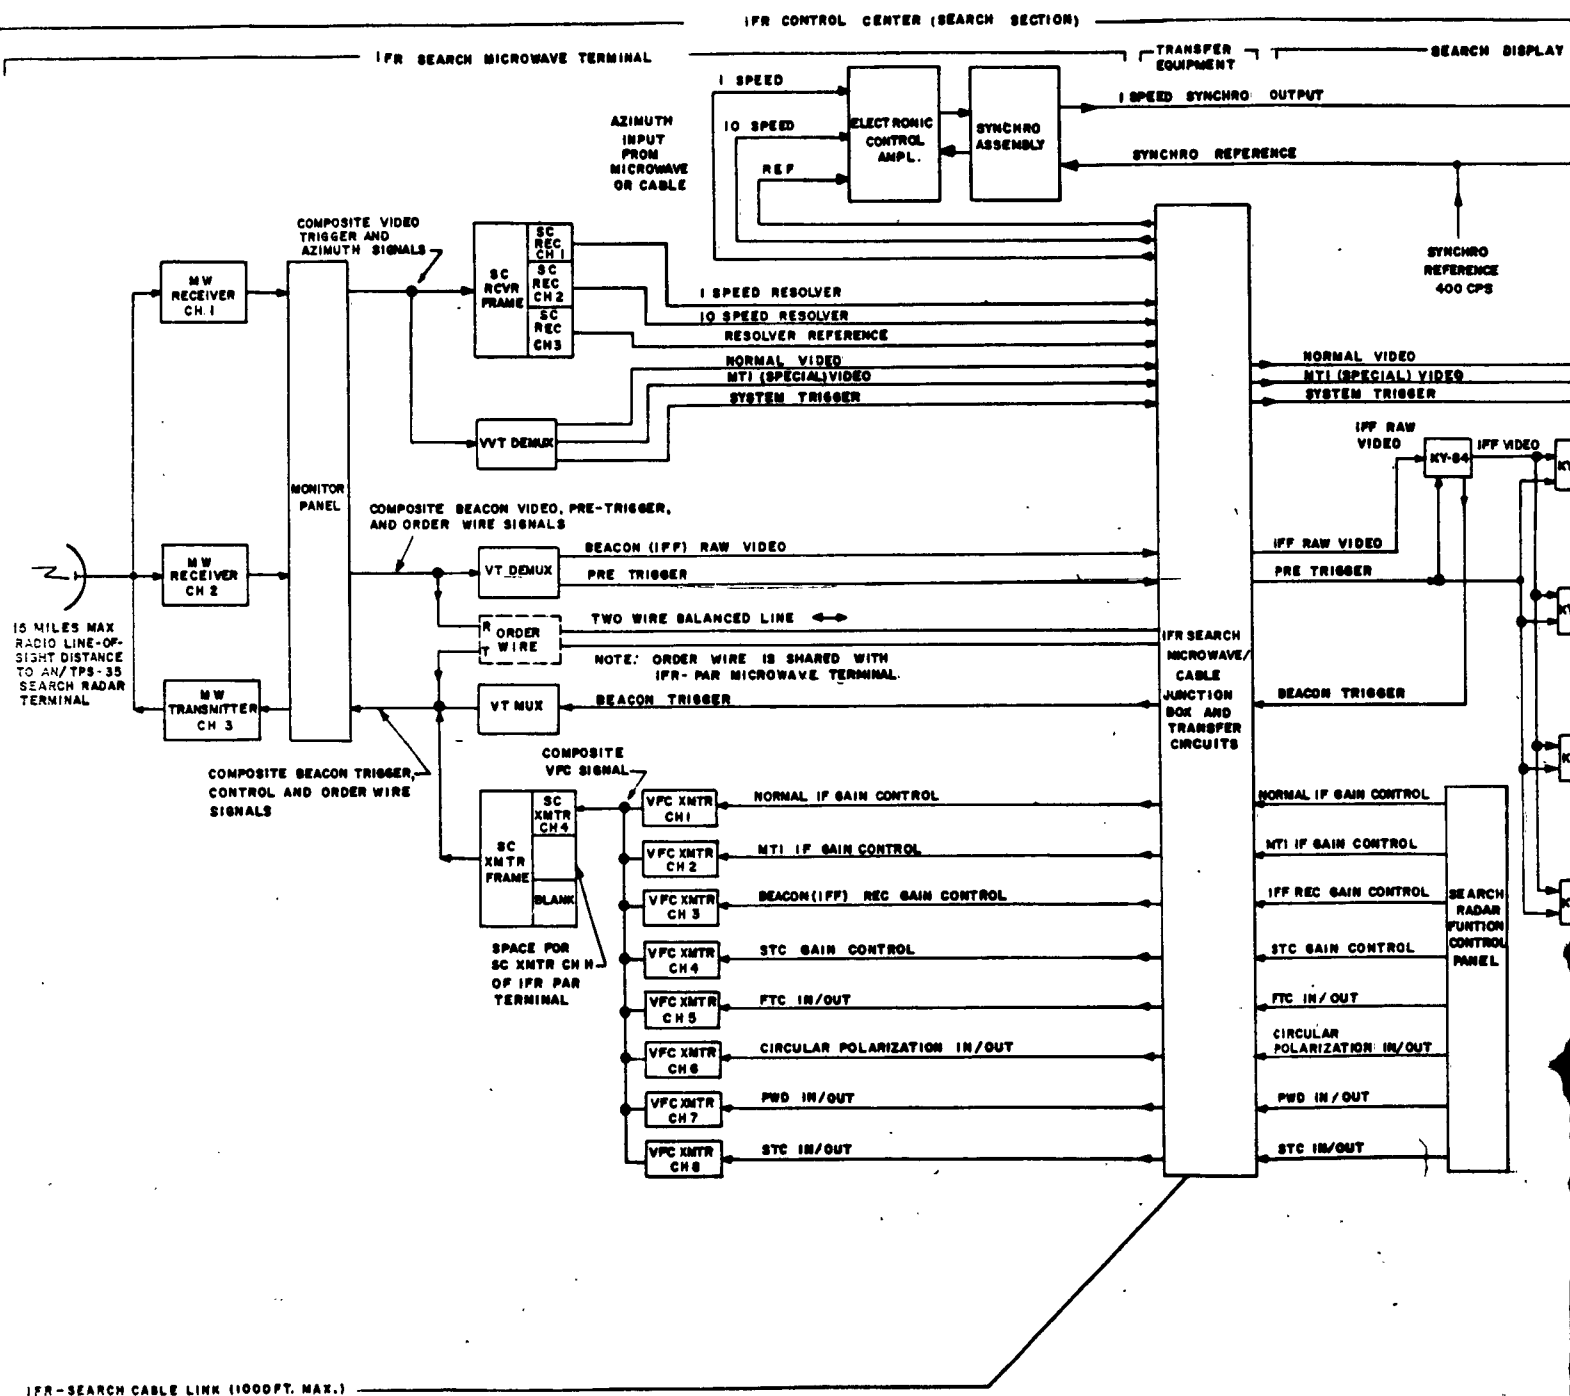 IFR CONTROL CENTER (SEARCH SECTION)
IFR SEARCH MICROWAVE TERMINAL
TRANSFER
EQUIPMENT
SEARCH DISPLAY
1 SPEED
10 SPEED
REF
AZIMUTH
INPUT
FROM
MICROWAVE
OR CABLE
ELECTRONIC
CONTROL
AMPL.
SYNCHRO
ASSEMBLY
1 SPEED SYNCHRO OUTPUT
SYNCHRO REFERENCE
SYNCHRO
REFERENCE
400 CPS
COMPOSITE VIDEO
TRIGGER AND
AZIMUTH SIGNALS
MW
RECEIVER
CH. 1
SC
RCVR
FRAME
SC
REC
CH 1
SC
REC
CH 2
SC
REC
CH3
1 SPEED RESOLVER
10 SPEED RESOLVER
RESOLVER REFERENCE
NORMAL VIDEO
MTI (SPECIAL) VIDEO
SYSTEM TRIGGER
NORMAL VIDEO
MTI (SPECIAL) VIDEO
SYSTEM TRIGGER
VVT DEMUX
IFF RAW
VIDEO
KY-64
IFF VIDEO
MONITOR
PANEL
COMPOSITE BEACON VIDEO, PRE-TRIGGER,
AND ORDER WIRE SIGNALS
MW
RECEIVER
CH 2
VT DEMUX
BEACON (IFF) RAW VIDEO
PRE TRIGGER
IFF RAW VIDEO
PRE TRIGGER
15 MILES MAX
RADIO LINE-OF-
SIGHT DISTANCE
TO AN/TPS-35
SEARCH RADAR
TERMINAL
R
T
ORDER
WIRE
TWO WIRE BALANCED LINE
NOTE: ORDER WIRE IS SHARED WITH
IFR-PAR MICROWAVE TERMINAL.
IFR SEARCH
MICROWAVE/
CABLE
JUNCTION
BOX AND
TRANSFER
CIRCUITS
MW
TRANSMITTER
CH 3
VT MUX
BEACON TRIGGER
BEACON TRIGGER
COMPOSITE BEACON TRIGGER,
CONTROL AND ORDER WIRE
SIGNALS
COMPOSITE
VFC SIGNAL
SC
XMTR
FRAME
SC
XMTR
CH4
BLANK
SPACE FOR
SC XMTR CH H
OF IFR PAR
TERMINAL
VFC XMTR
CH1
NORMAL IF GAIN CONTROL
NORMAL IF GAIN CONTROL
VFC XMTR
CH 2
MTI IF GAIN CONTROL
MTI IF GAIN CONTROL
VFC XMTR
CH 3
BEACON(IFF) REC GAIN CONTROL
IFF REC GAIN CONTROL
VFC XMTR
CH 4
STC GAIN CONTROL
STC GAIN CONTROL
VFC XMTR
CH 5
FTC IN/OUT
FTC IN/OUT
VFC XMTR
CH 6
CIRCULAR POLARIZATION IN/OUT
CIRCULAR
POLARIZATION IN/OUT
VFC XMTR
CH7
PWD IN/OUT
PWD IN/OUT
VFC XMTR
CH8
STC IN/OUT
STC IN/OUT
SEARCH
RADAR
FUNTION
CONTROL
PANEL
IFR-SEARCH CABLE LINK (1000FT. MAX.)